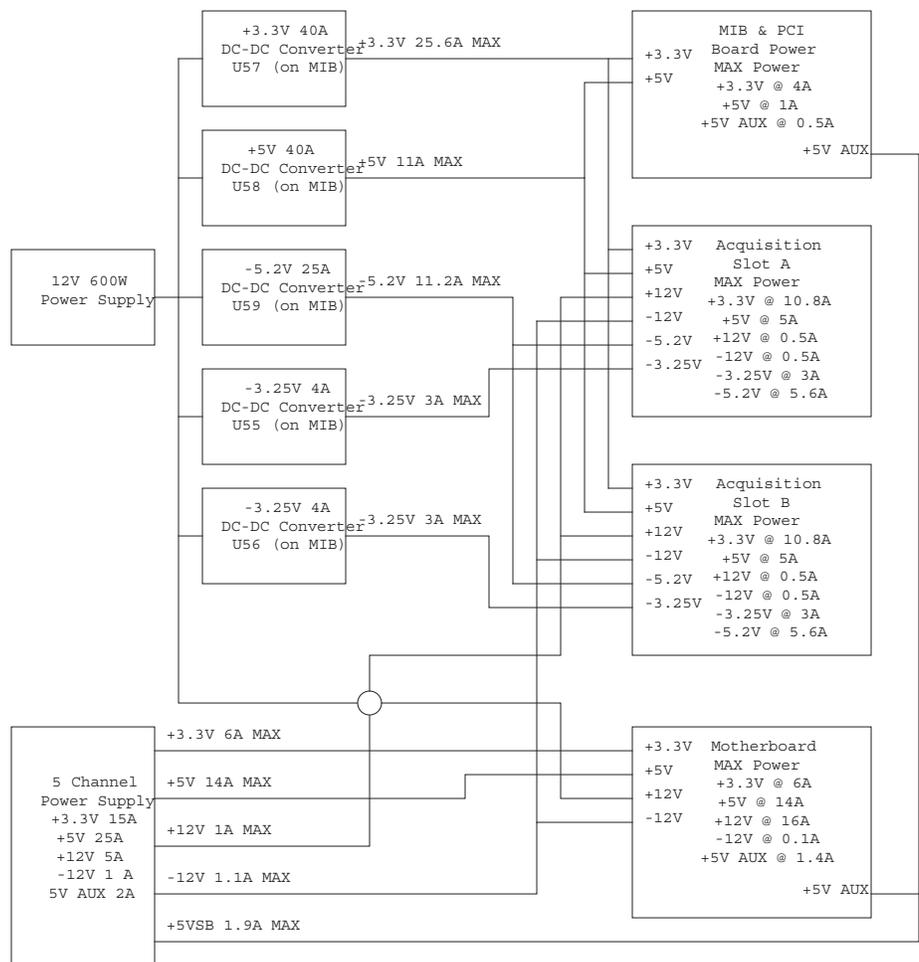 +3.3V 40A
DC-DC Converter
U57 (on MIB)
+3.3V 25.6A MAX
+5V 40A
DC-DC Converter
U58 (on MIB)
+5V 11A MAX
12V 600W
Power Supply
-5.2V 25A
DC-DC Converter
U59 (on MIB)
-5.2V 11.2A MAX
-3.25V 4A
DC-DC Converter
U55 (on MIB)
-3.25V 3A MAX
-3.25V 4A
DC-DC Converter
U56 (on MIB)
-3.25V 3A MAX
+3.3V
+5V
MIB & PCI
Board Power
MAX Power
+3.3V @ 4A
+5V @ 1A
+5V AUX @ 0.5A
+5V AUX
+3.3V
+5V
+12V
-12V
-5.2V
-3.25V
Acquisition
Slot A
MAX Power
+3.3V @ 10.8A
+5V @ 5A
+12V @ 0.5A
-12V @ 0.5A
-3.25V @ 3A
-5.2V @ 5.6A
+3.3V
+5V
+12V
-12V
-5.2V
-3.25V
Acquisition
Slot B
MAX Power
+3.3V @ 10.8A
+5V @ 5A
+12V @ 0.5A
-12V @ 0.5A
-3.25V @ 3A
-5.2V @ 5.6A
5 Channel
Power Supply
+3.3V 15A
+5V 25A
+12V 5A
-12V 1 A
5V AUX 2A
+3.3V 6A MAX
+5V 14A MAX
+12V 1A MAX
-12V 1.1A MAX
+5VSB 1.9A MAX
+3.3V
+5V
+12V
-12V
Motherboard
MAX Power
+3.3V @ 6A
+5V @ 14A
+12V @ 16A
-12V @ 0.1A
+5V AUX @ 1.4A
+5V AUX